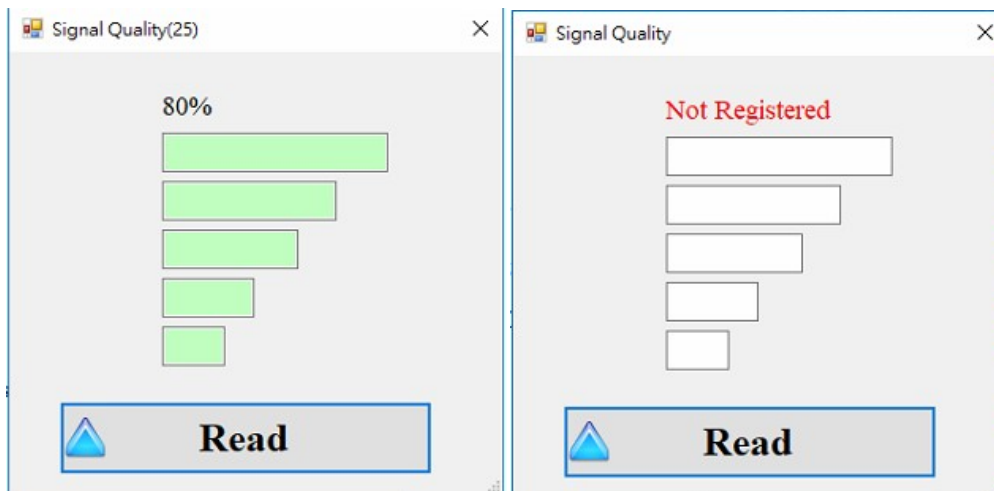 Signal Quality(25)
80%
Read
Signal Quality
Not Registered
Read